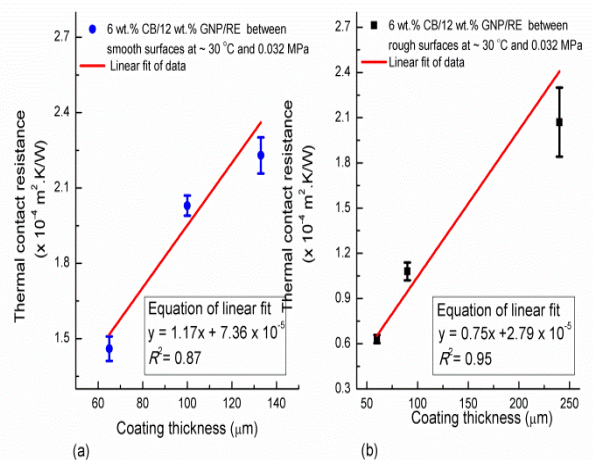 6 wt.% CB/12 wt.% GNP/RE between
smooth surfaces at ~ 30 °C and 0.032 MPa
Linear fit of data
Thermal contact resistance
(x 10⁻⁴ m².K/W)
2.7
2.4
2.1
1.8
1.5
Equation of linear fit
y = 1.17x + 7.36 x 10⁻⁵
R² = 0.87
60 80 100 120 140
Coating thickness (μm)
(a)
6 wt.% CB/12 wt.% GNP/RE between
rough surfaces at ~ 30 °C and 0.032 MPa
Linear fit of data
Thermal contact resistance
(x 10⁻⁴ m².K/W)
2.7
2.4
2.1
1.8
1.5
1.2
0.9
0.6
0.3
Equation of linear fit
y = 0.75x +2.79 x 10⁻⁵
R² = 0.95
50 100 150 200 250
Coating thickness (μm)
(b)